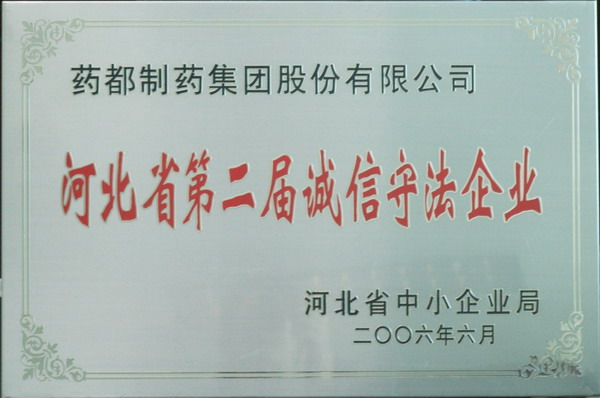 药都制药集团股份有限公司
河北省第二届诚信守法企业
河北省中小企业局
二〇〇六年六月